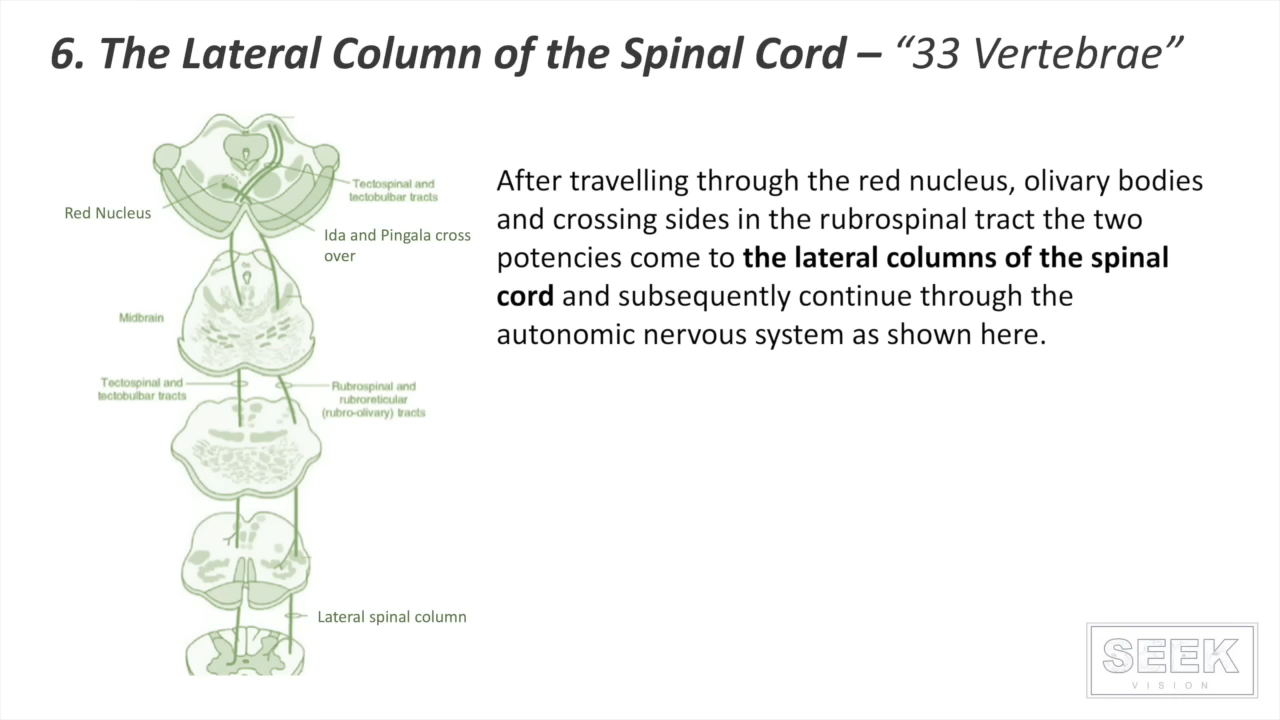 6. The Lateral Column of the Spinal Cord – “33 Vertebrae”
Tectospinal and
tectobulbar tracts
Red Nucleus
Ida and Pingala cross
over
Midbrain
Tectospinal and
tectobulbar tracts
Rubrospinal and
rubroreticular
(rubro-olivary) tracts
Lateral spinal column
After travelling through the red nucleus, olivary bodies
and crossing sides in the rubrospinal tract the two
potencies come to the lateral columns of the spinal
cord and subsequently continue through the
autonomic nervous system as shown here.
SEEK
VISION